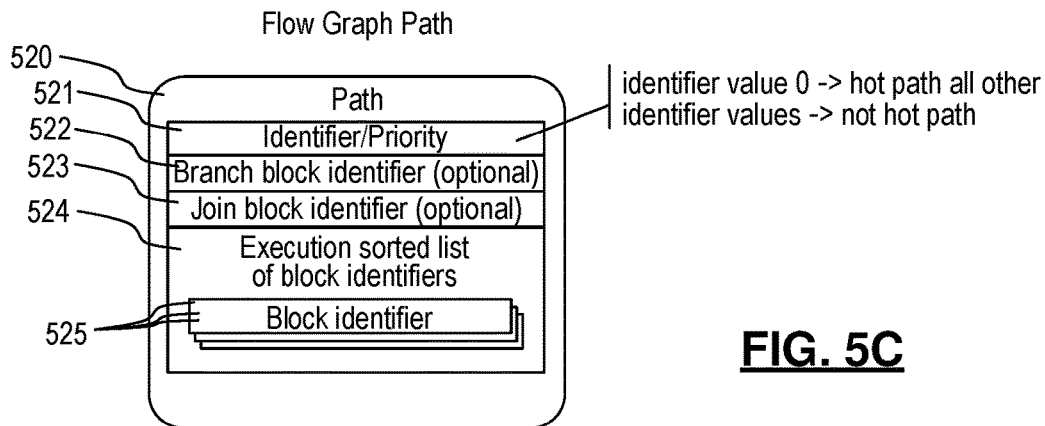 Flow Graph Path
520
521
522
523
524
525
Path
Identifier/Priority
Branch block identifier (optional)
Join block identifier (optional)
Execution sorted list
of block identifiers
Block identifier
identifier value 0 -> hot path all other
identifier values -> not hot path
FIG. 5C